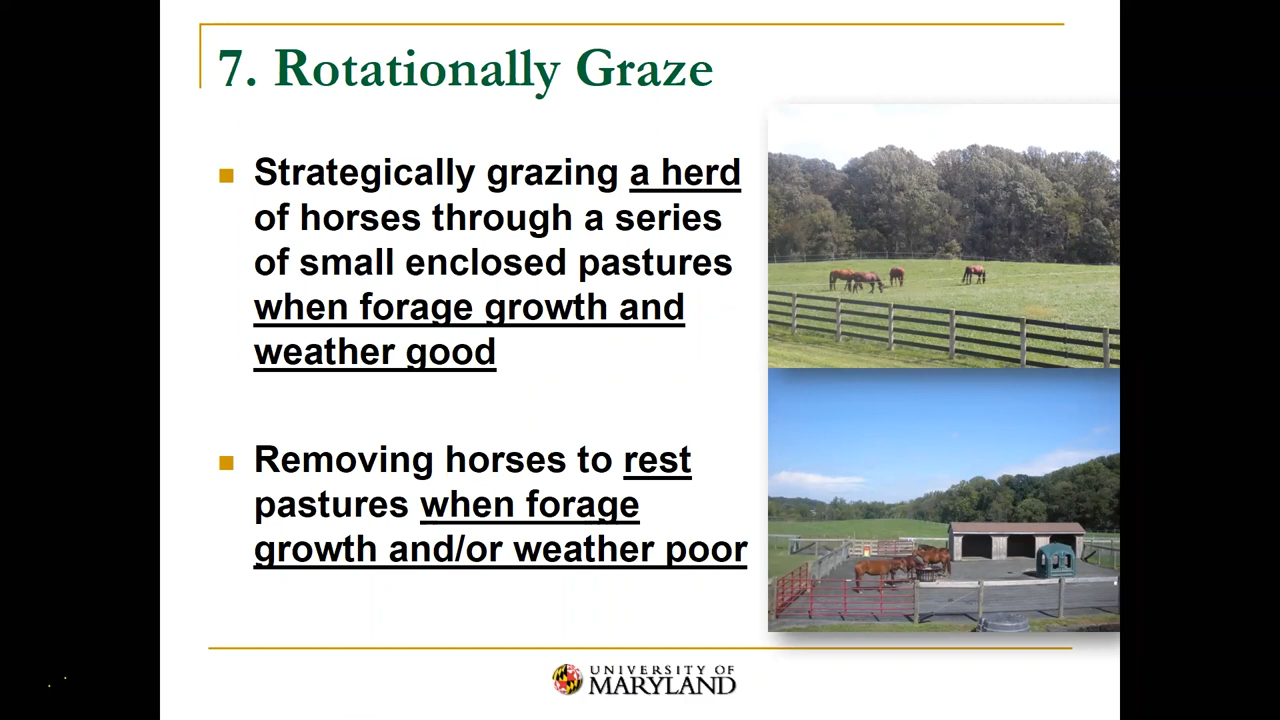 7. Rotationally Graze
Strategically grazing a herd
of horses through a series
of small enclosed pastures
when forage growth and
weather good
Removing horses to rest
pastures when forage
growth and/or weather poor
UNIVERSITY OF
MARYLAND